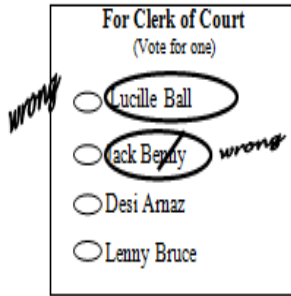 For Clerk of Court
(Vote for one)
wrong
Lucille Ball
Jack Benny
wrong
Desi Arnaz
Lenny Bruce